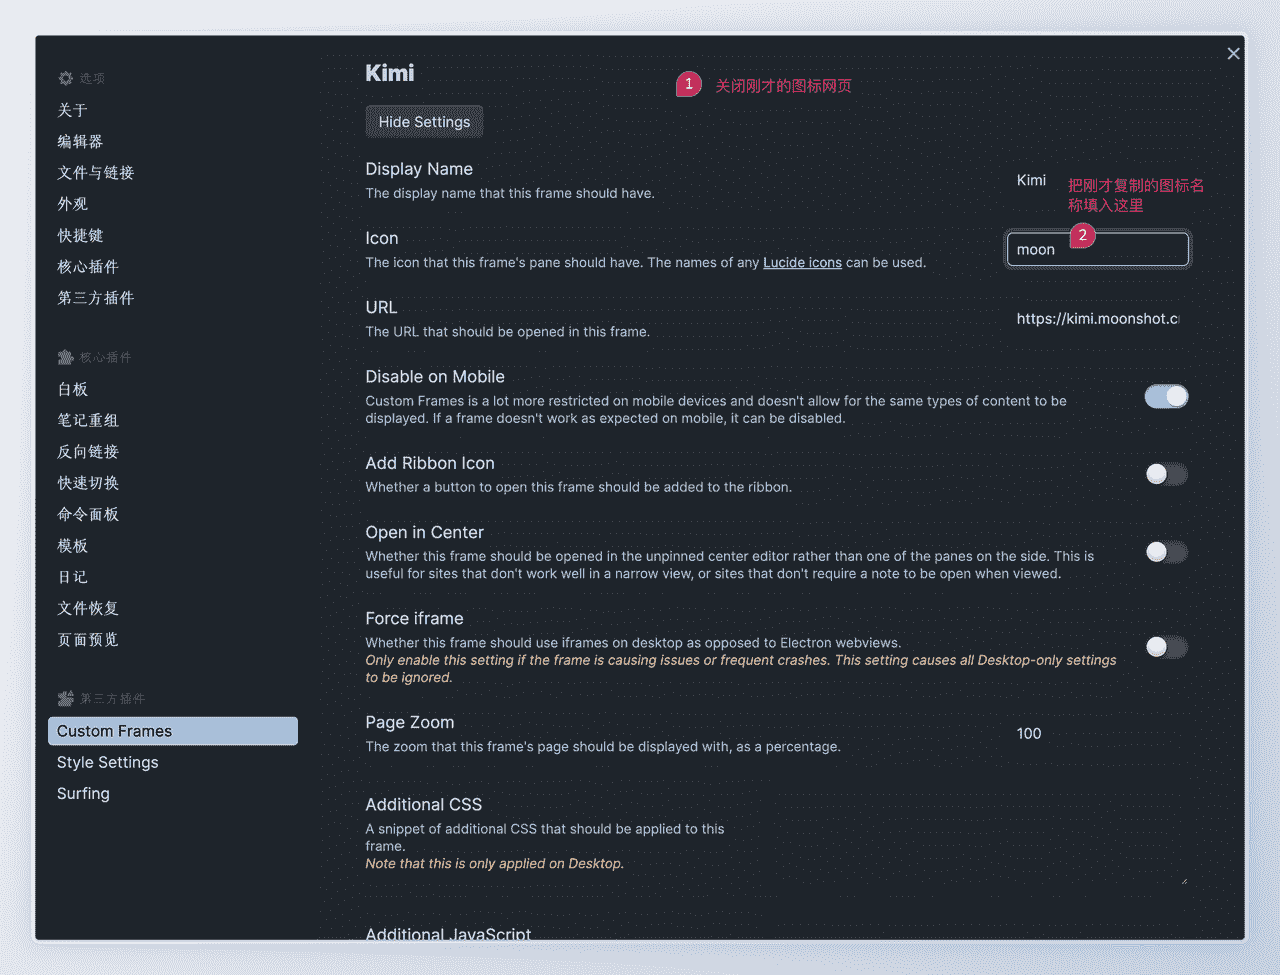 选项
关于
编辑器
文件与链接
外观
快捷键
核心插件
第三方插件
核心插件
白板
笔记重组
反向链接
快速切换
命令面板
模板
日记
文件恢复
页面预览
第三方插件
Custom Frames
Style Settings
Surfing
Kimi
1 关闭刚才的图标网页
Hide Settings
Display Name
The display name that this frame should have.
Kimi
把刚才复制的图标名
称填入这里
2
Icon
The icon that this frame's pane should have. The names of any Lucide icons can be used.
moon
URL
The URL that should be opened in this frame.
https://kimi.moonshot.c
Disable on Mobile
Custom Frames is a lot more restricted on mobile devices and doesn't allow for the same types of content to be
displayed. If a frame doesn't work as expected on mobile, it can be disabled.
Add Ribbon Icon
Whether a button to open this frame should be added to the ribbon.
Open in Center
Whether this frame should be opened in the unpinned center editor rather than one of the panes on the side. This is
useful for sites that don't work well in a narrow view, or sites that don't require a note to be open when viewed.
Force iframe
Whether this frame should use iframes on desktop as opposed to Electron webviews.
Only enable this setting if the frame is causing issues or frequent crashes. This setting causes all Desktop-only settings
to be ignored.
Page Zoom
The zoom that this frame's page should be displayed with, as a percentage.
100
Additional CSS
A snippet of additional CSS that should be applied to this
frame.
Note that this is only applied on Desktop.
Additional JavaScript